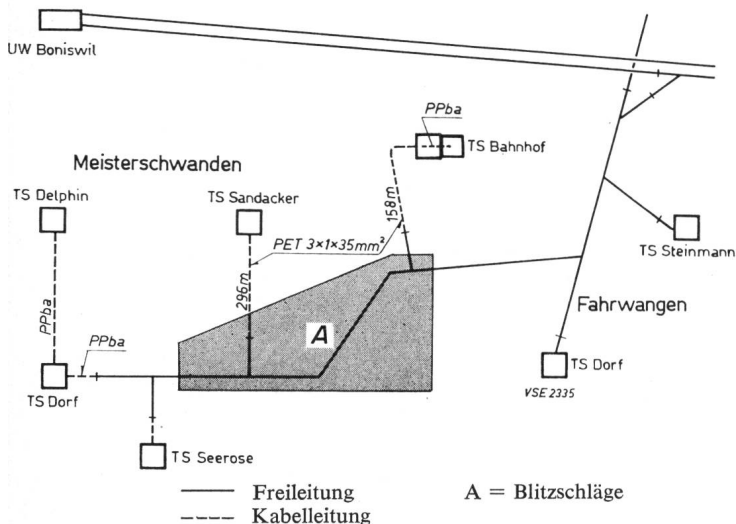 UW Boniswil
PPba
TS Bahnhof
Meisterschwanden
TS Delphin
TS Sandacker
158m
PET 3×1×35mm²
TS Steinmann
296m
PPba
A
Fahrwangen
PPba
TS Dorf
TS Dorf
VSE 2335
TS Seerose
Freileitung
A = Blitzschläge
Kabelleitung